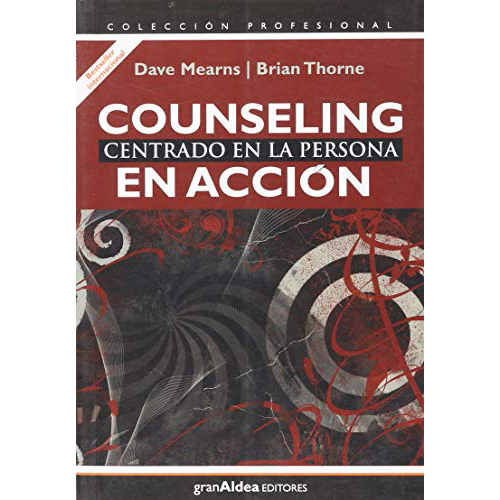 COLECCIÓN PROFESIONAL
Bestseller
internacional
Dave Mearns | Brian Thorne
COUNSELING
CENTRADO EN LA PERSONA
EN ACCIÓN
granAldea EDITORES